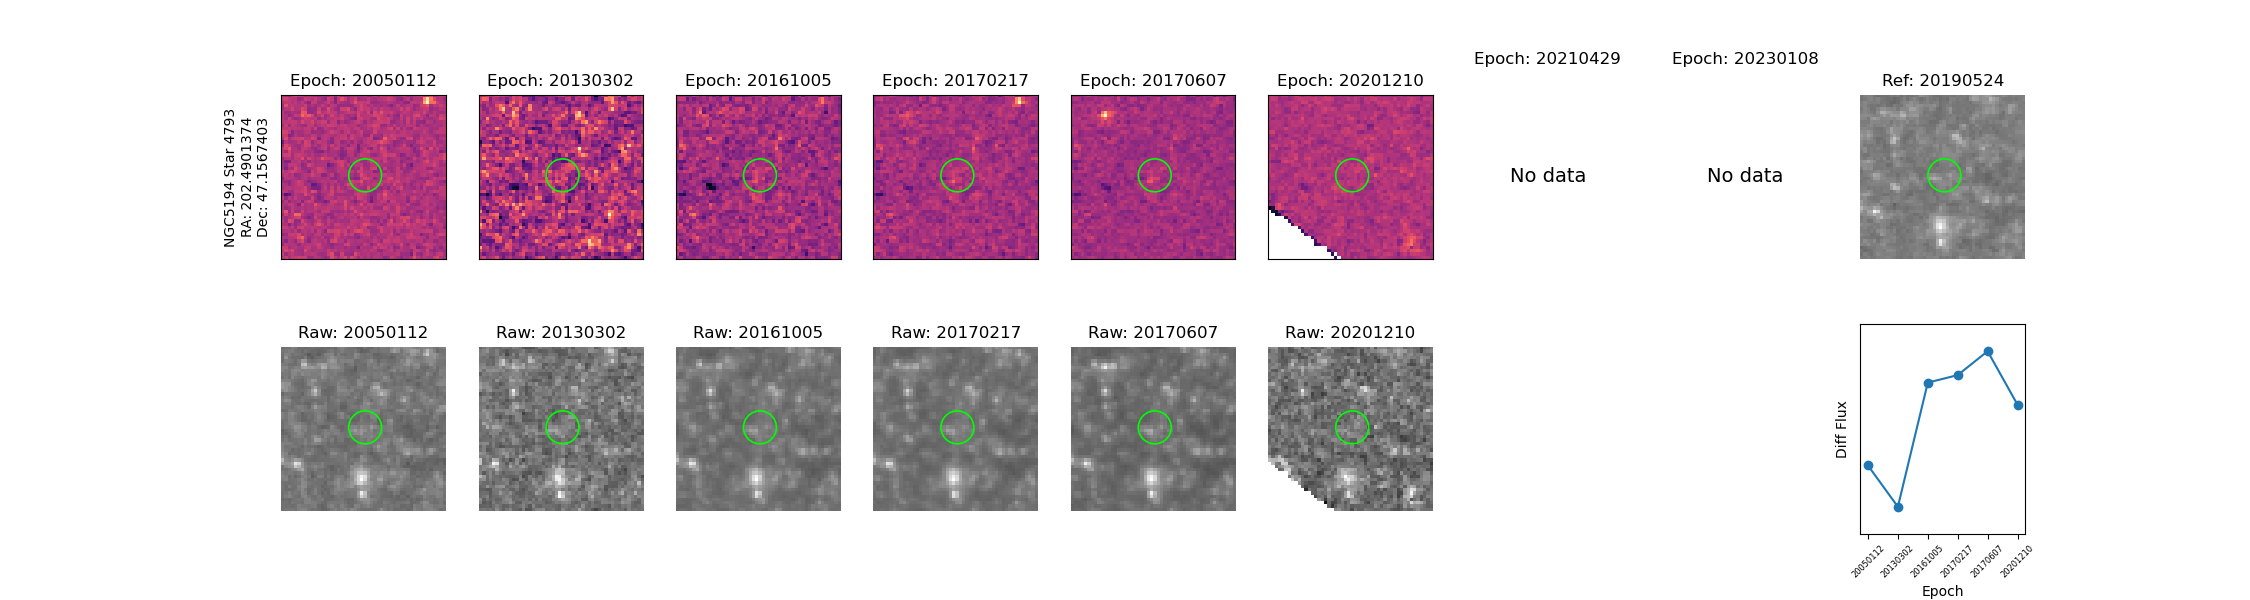 Epoch: 20050112
Epoch: 20130302
Epoch: 20161005
Epoch: 20170217
Epoch: 20170607
Epoch: 20201210
Epoch: 20210429
Epoch: 20230108
Ref: 20190524
NGC5194 Star 4793
RA: 202.4901374
Dec: 47.1567403
No data
No data
Raw: 20050112
Raw: 20130302
Raw: 20161005
Raw: 20170217
Raw: 20170607
Raw: 20201210
Diff Flux
20050112
20130302
20161005
20170217
20170607
20201210
Epoch